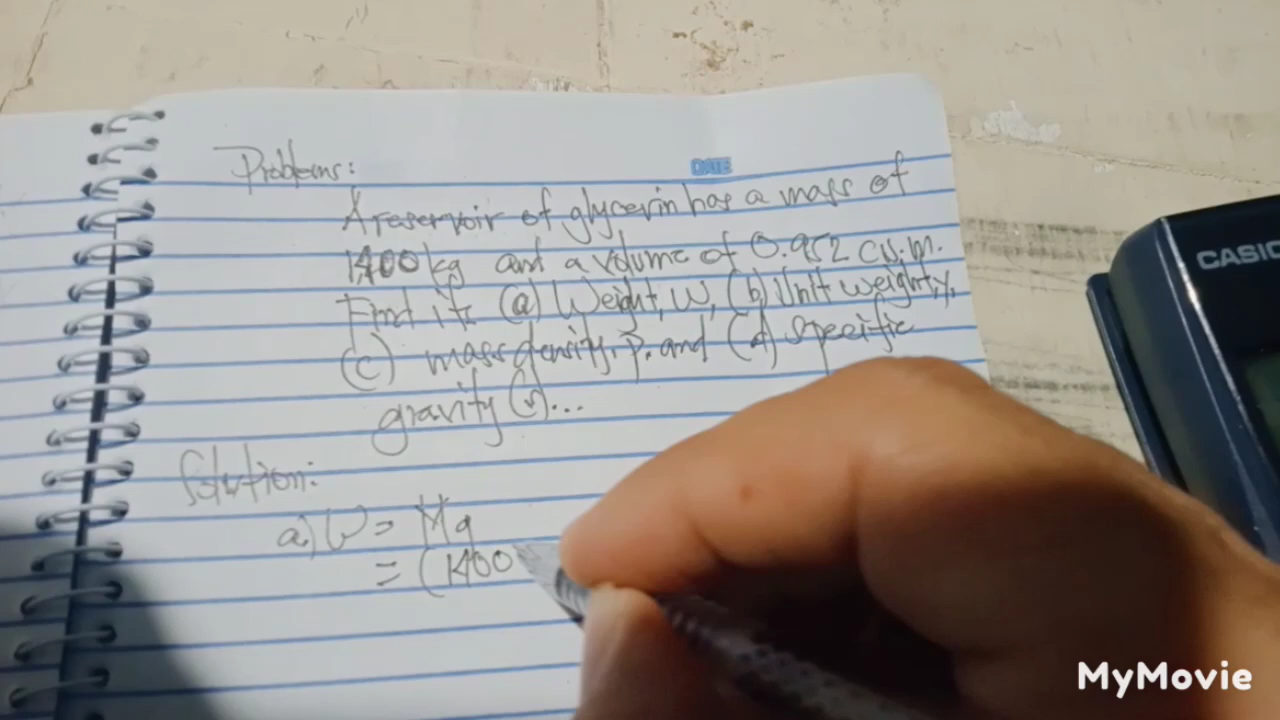 Problems:
DATE
A reservoir of glycerin has a mass of
1400 kg and a volume of 0.952 cu.m.
Find its (a) Weight, W, (b) Unit weight, γ,
(c) mass density, ρ, and (d) specific
gravity (s)...
Solution:
a) W = Mg
= (1400
CASIO
MyMovie